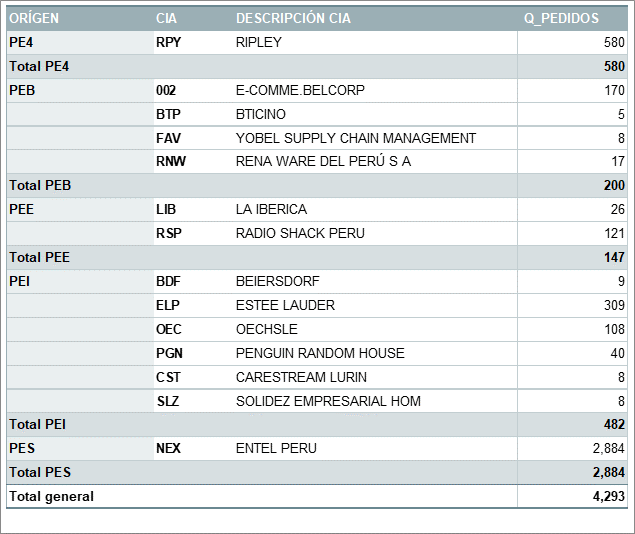 ORÍGEN CIA DESCRIPCIÓN CIA Q_PEDIDOS
PE4 RPY RIPLEY 580
Total PE4 580
PEB 002 E-COMME.BELCORP 170
BTP BTICINO 5
FAV YOBEL SUPPLY CHAIN MANAGEMENT 8
RNW RENA WARE DEL PERÚ S A 17
Total PEB 200
PEE LIB LA IBERICA 26
RSP RADIO SHACK PERU 121
Total PEE 147
PEI BDF BEIERSDORF 9
ELP ESTEE LAUDER 309
OEC OECHSLE 108
PGN PENGUIN RANDOM HOUSE 40
CST CARESTREAM LURIN 8
SLZ SOLIDEZ EMPRESARIAL HOM 8
Total PEI 482
PES NEX ENTEL PERU 2,884
Total PES 2,884
Total general 4,293